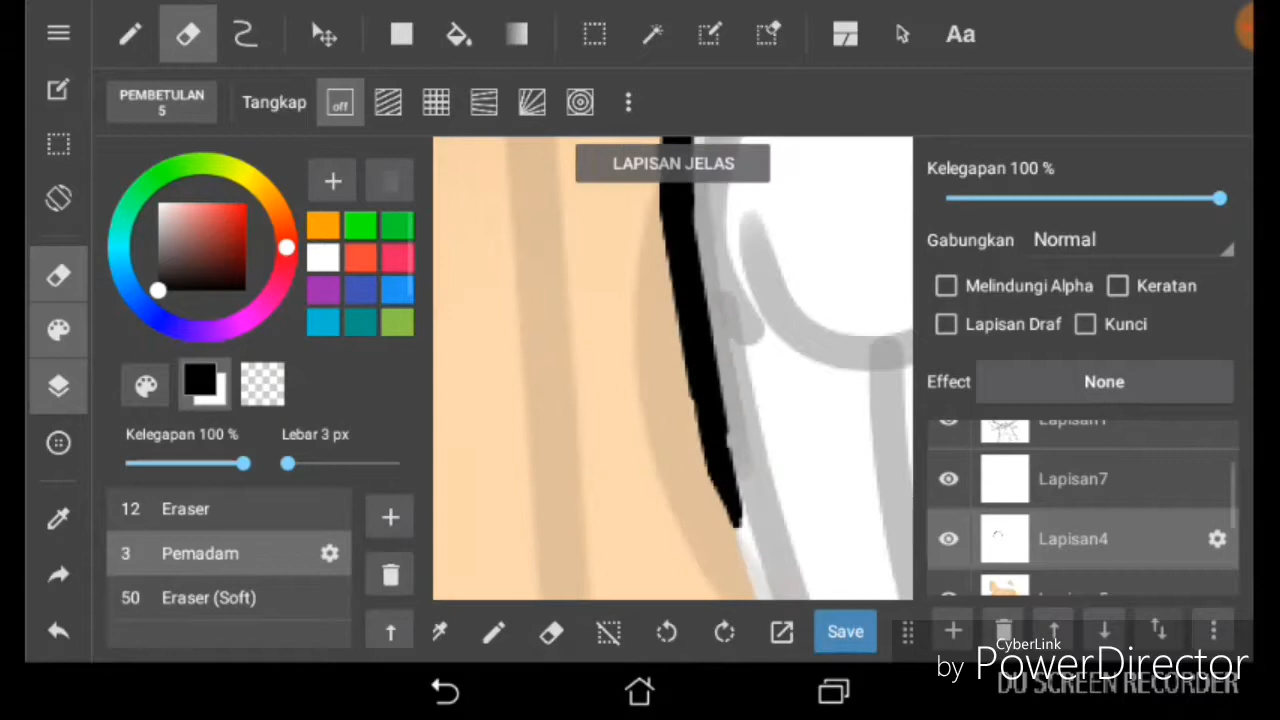 Aa
PEMBETULAN
5
Tangkap
off
LAPISAN JELAS
Kelegapan 100 %
Gabungkan Normal
Melindungi Alpha Keratan
Lapisan Draf Kunci
Effect None
Kelegapan 100 % Lebar 3 px
12 Eraser
3 Pemadam
50 Eraser (Soft)
Lapisan1
Lapisan7
Lapisan4
Save
CyberLink
by PowerDirector
DU SCREEN RECORDER